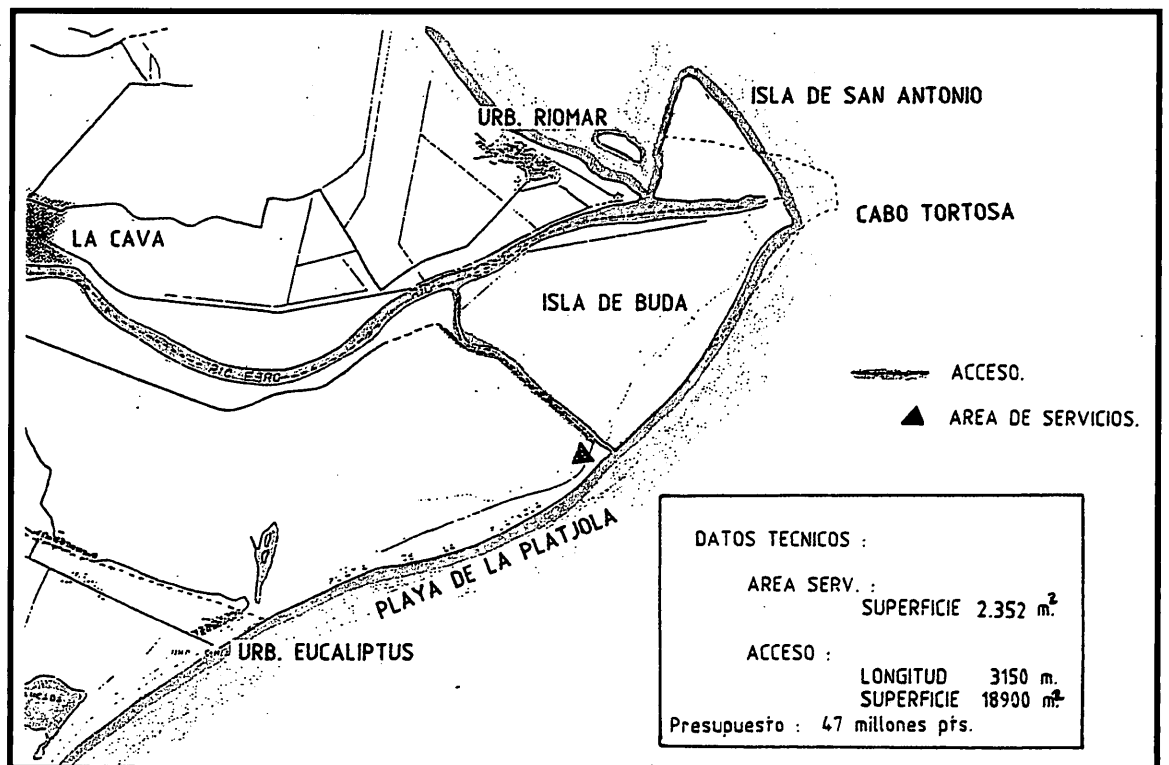 ISLA DE SAN ANTONIO
URB. RIOMAR
CABO TORTOSA
LA CAVA
ISLA DE BUDA
RIO EBRO
ACCESO.
AREA DE SERVICIOS.
PLAYA DE LA PLATJOLA
URB. EUCALIPTUS
DATOS TECNICOS :
AREA SERV. :
SUPERFICIE 2.352 m.²
ACCESO :
LONGITUD 3150 m.
SUPERFICIE 18900 m.²
Presupuesto : 47 millones pts.